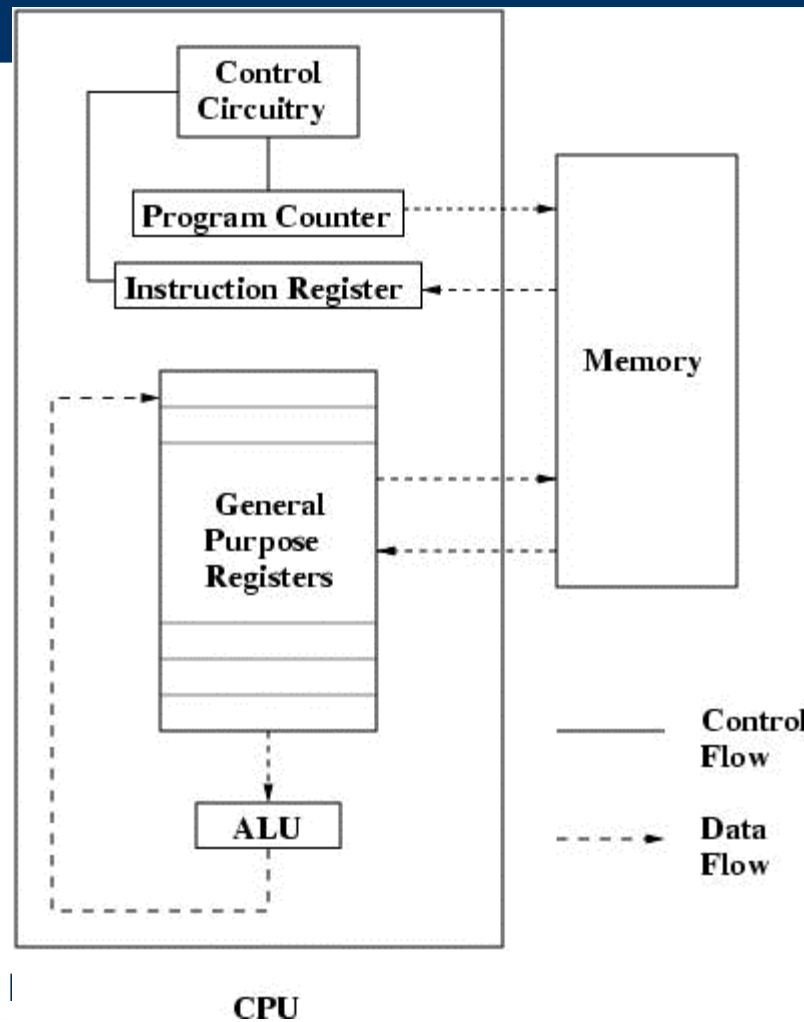 Control
Circuitry
Program Counter
Instruction Register
Memory
General
Purpose
Registers
ALU
Control
Flow
Data
Flow
CPU